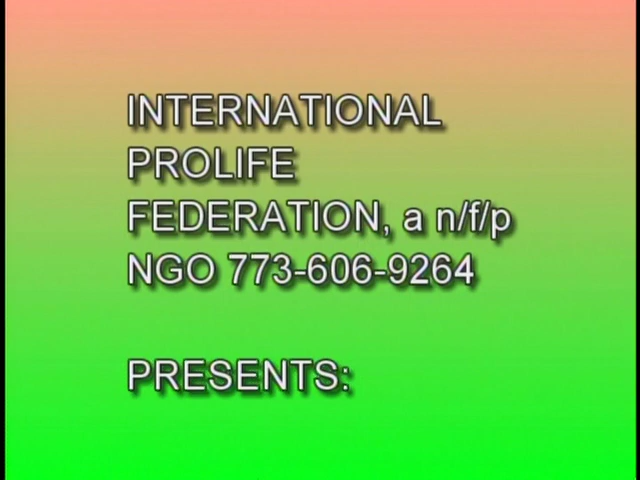 INTERNATIONAL
PROLIFE
FEDERATION, a n/f/p
NGO 773-606-9264
PRESENTS: